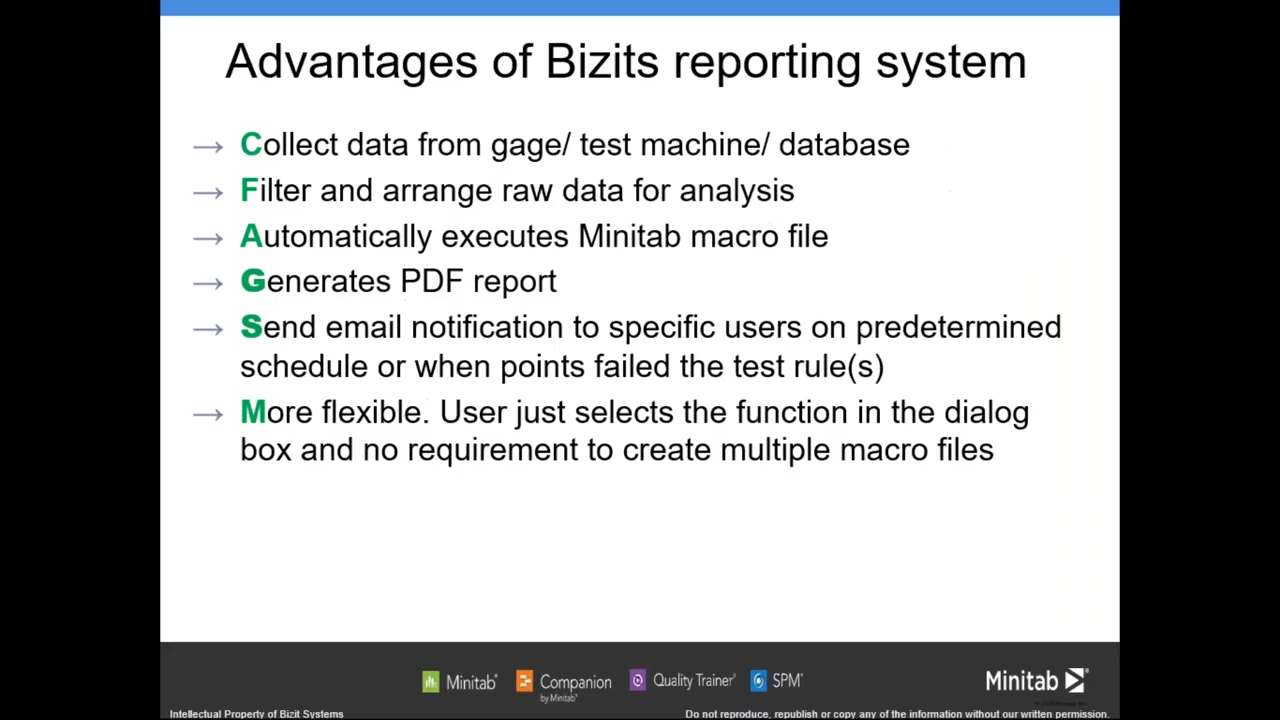 Advantages of Bizits reporting system
→ Collect data from gage/ test machine/ database
→ Filter and arrange raw data for analysis
→ Automatically executes Minitab macro file
→ Generates PDF report
→ Send email notification to specific users on predetermined
schedule or when points failed the test rule(s)
→ More flexible. User just selects the function in the dialog
box and no requirement to create multiple macro files
Minitab® Companion by Minitab® Quality Trainer® SPM® Minitab®
Intellectual Property of Bizit Systems Do not reproduce, republish or copy any of the information without our written permission.